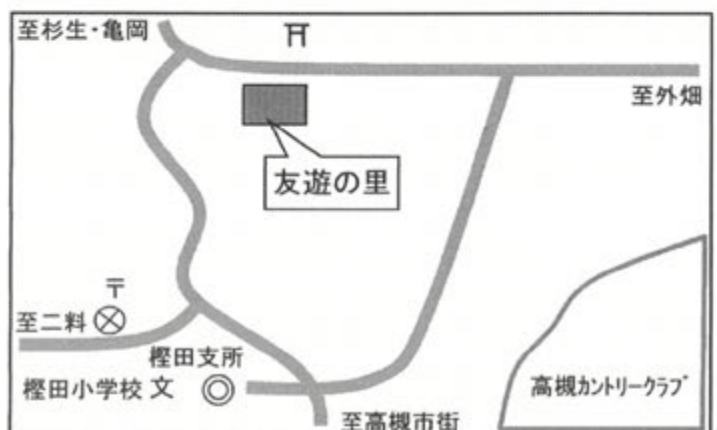 至杉生・亀岡
至外畑
友遊の里
〒
至二料
樫田支所
樫田小学校 文
高槻カントリークラブ
至高槻市街